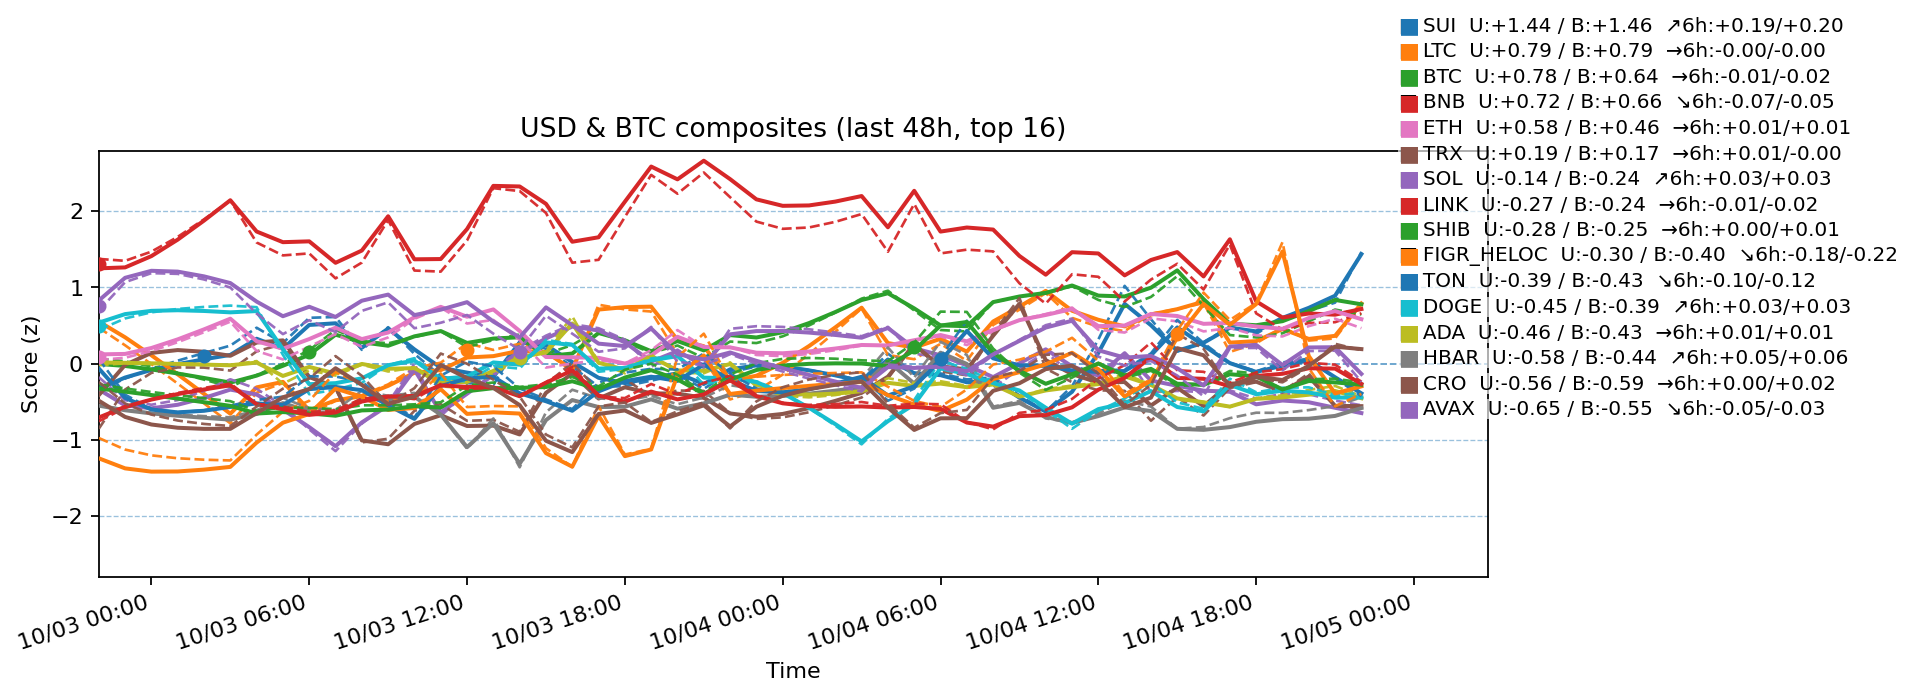 SUI U:+1.44 / B:+1.46 ↗6h:+0.19/+0.20
LTC U:+0.79 / B:+0.79 →6h:-0.00/-0.00
BTC U:+0.78 / B:+0.64 →6h:-0.01/-0.02
BNB U:+0.72 / B:+0.66 ↘6h:-0.07/-0.05
ETH U:+0.58 / B:+0.46 →6h:+0.01/+0.01
TRX U:+0.19 / B:+0.17 →6h:+0.01/-0.00
SOL U:-0.14 / B:-0.24 ↗6h:+0.03/+0.03
LINK U:-0.27 / B:-0.24 →6h:-0.01/-0.02
SHIB U:-0.28 / B:-0.25 →6h:+0.00/+0.01
FIGR_HELOC U:-0.30 / B:-0.40 ↘6h:-0.18/-0.22
TON U:-0.39 / B:-0.43 ↘6h:-0.10/-0.12
DOGE U:-0.45 / B:-0.39 ↗6h:+0.03/+0.03
ADA U:-0.46 / B:-0.43 →6h:+0.01/+0.01
HBAR U:-0.58 / B:-0.44 ↗6h:+0.05/+0.06
CRO U:-0.56 / B:-0.59 →6h:+0.00/+0.02
AVAX U:-0.65 / B:-0.55 ↘6h:-0.05/-0.03
USD & BTC composites (last 48h, top 16)
Score (z)
2
1
0
−1
−2
10/03 00:00
10/03 06:00
10/03 12:00
10/03 18:00
10/04 00:00
10/04 06:00
10/04 12:00
10/04 18:00
10/05 00:00
Time